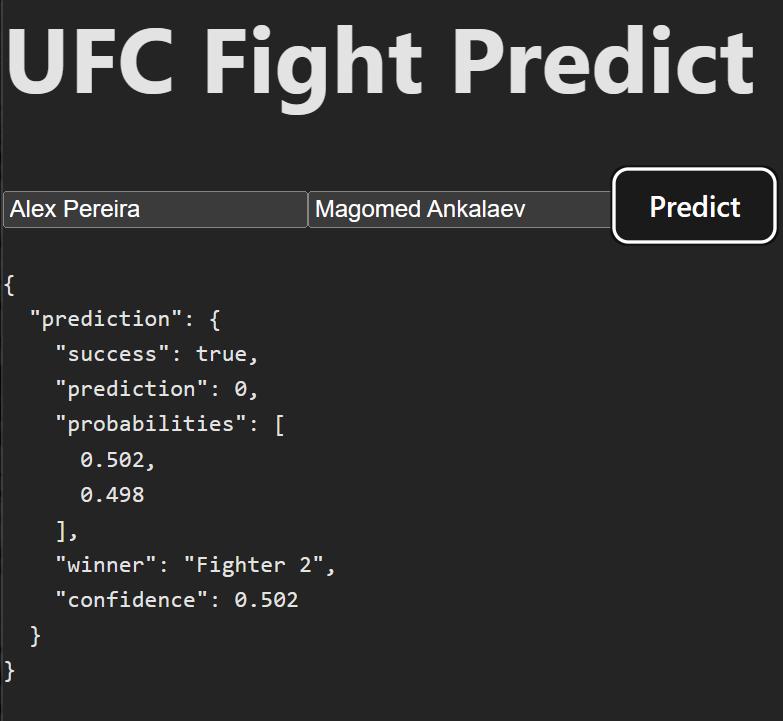 UFC Fight Predict
Alex Pereira Magomed Ankalaev Predict
{
"prediction": {
"success": true,
"prediction": 0,
"probabilities": [
0.502,
0.498
],
"winner": "Fighter 2",
"confidence": 0.502
}
}